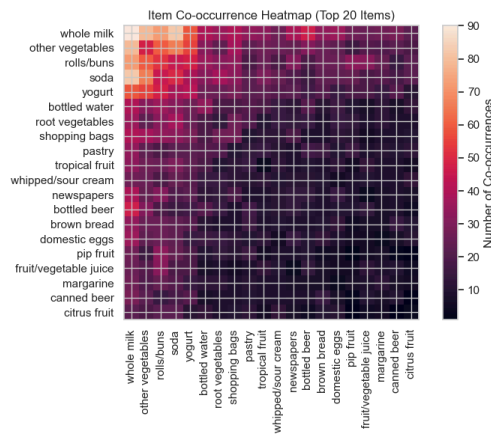 Item Co-occurrence Heatmap (Top 20 Items)
whole milk
other vegetables
rolls/buns
soda
yogurt
bottled water
root vegetables
shopping bags
pastry
tropical fruit
whipped/sour cream
newspapers
bottled beer
brown bread
domestic eggs
pip fruit
fruit/vegetable juice
margarine
canned beer
citrus fruit
whole milk
other vegetables
rolls/buns
soda
yogurt
bottled water
root vegetables
shopping bags
pastry
tropical fruit
whipped/sour cream
newspapers
bottled beer
brown bread
domestic eggs
pip fruit
fruit/vegetable juice
margarine
canned beer
citrus fruit
90
80
70
60
50
40
30
20
10
Number of Co-occurrences